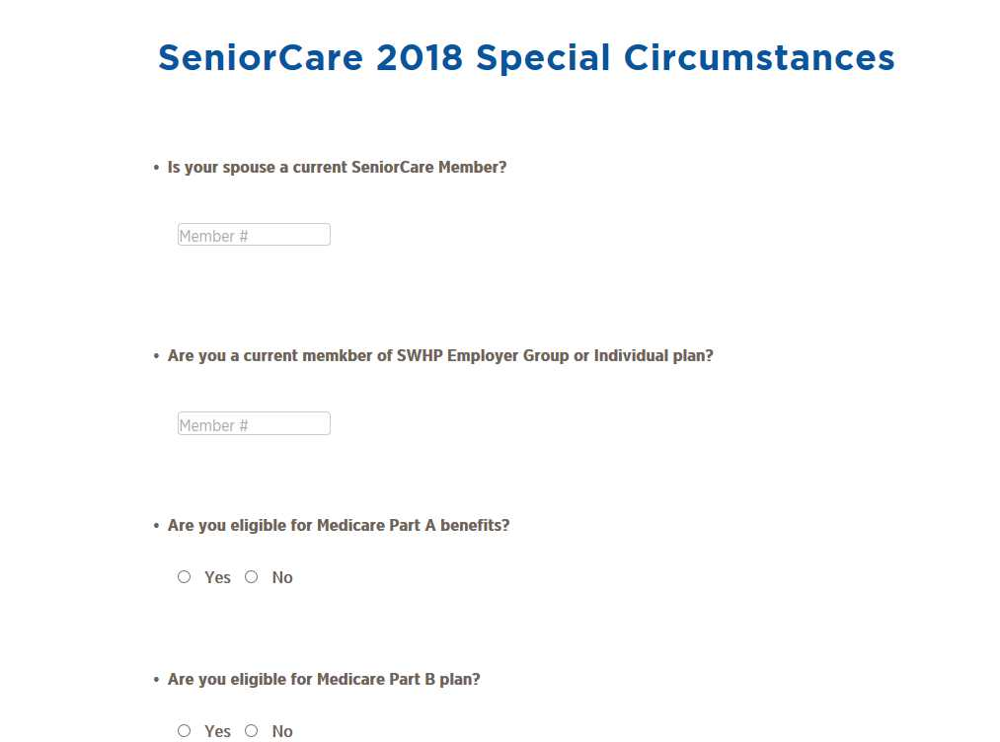 SeniorCare 2018 Special Circumstances
• Is your spouse a current SeniorCare Member?
Member #
• Are you a current memkber of SWHP Employer Group or Individual plan?
Member #
• Are you eligible for Medicare Part A benefits?
Yes No
• Are you eligible for Medicare Part B plan?
Yes No